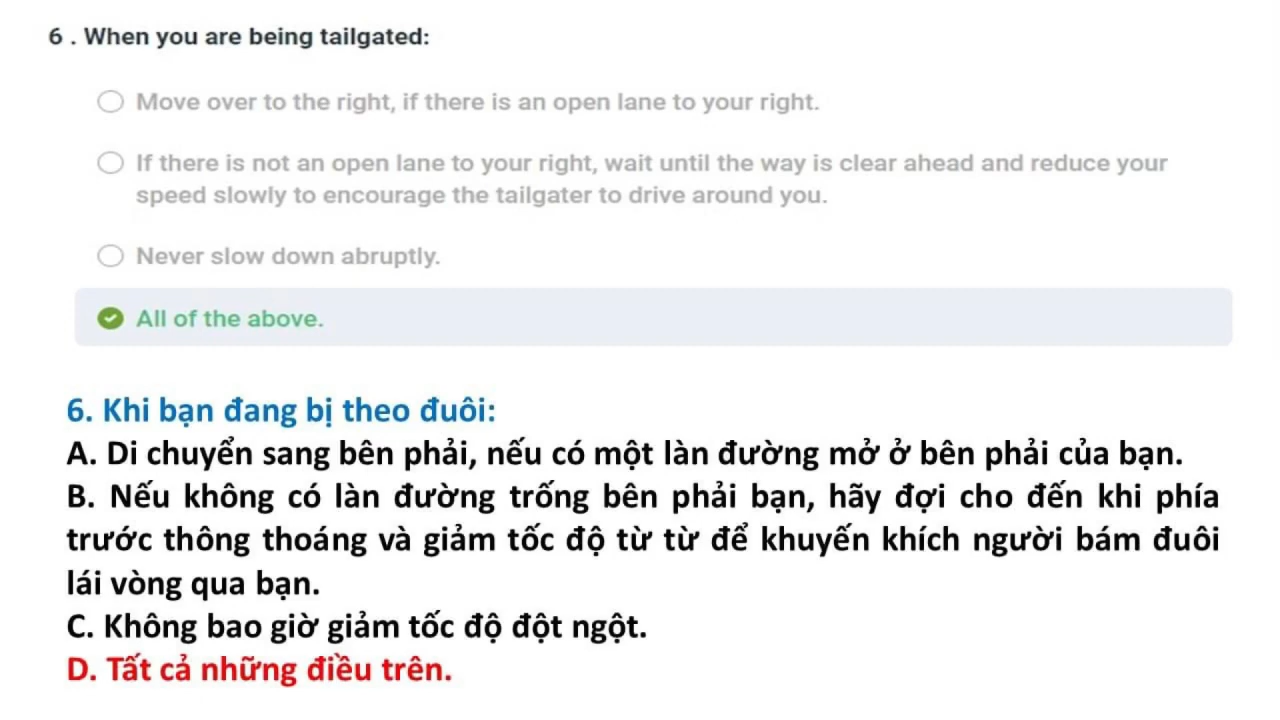 6 . When you are being tailgated:
Move over to the right, if there is an open lane to your right.
If there is not an open lane to your right, wait until the way is clear ahead and reduce your
speed slowly to encourage the tailgater to drive around you.
Never slow down abruptly.
All of the above.
6. Khi bạn đang bị theo đuôi:
A. Di chuyển sang bên phải, nếu có một làn đường mở ở bên phải của bạn.
B. Nếu không có làn đường trống bên phải bạn, hãy đợi cho đến khi phía
trước thông thoáng và giảm tốc độ từ từ để khuyến khích người bám đuôi
lái vòng qua bạn.
C. Không bao giờ giảm tốc độ đột ngột.
D. Tất cả những điều trên.